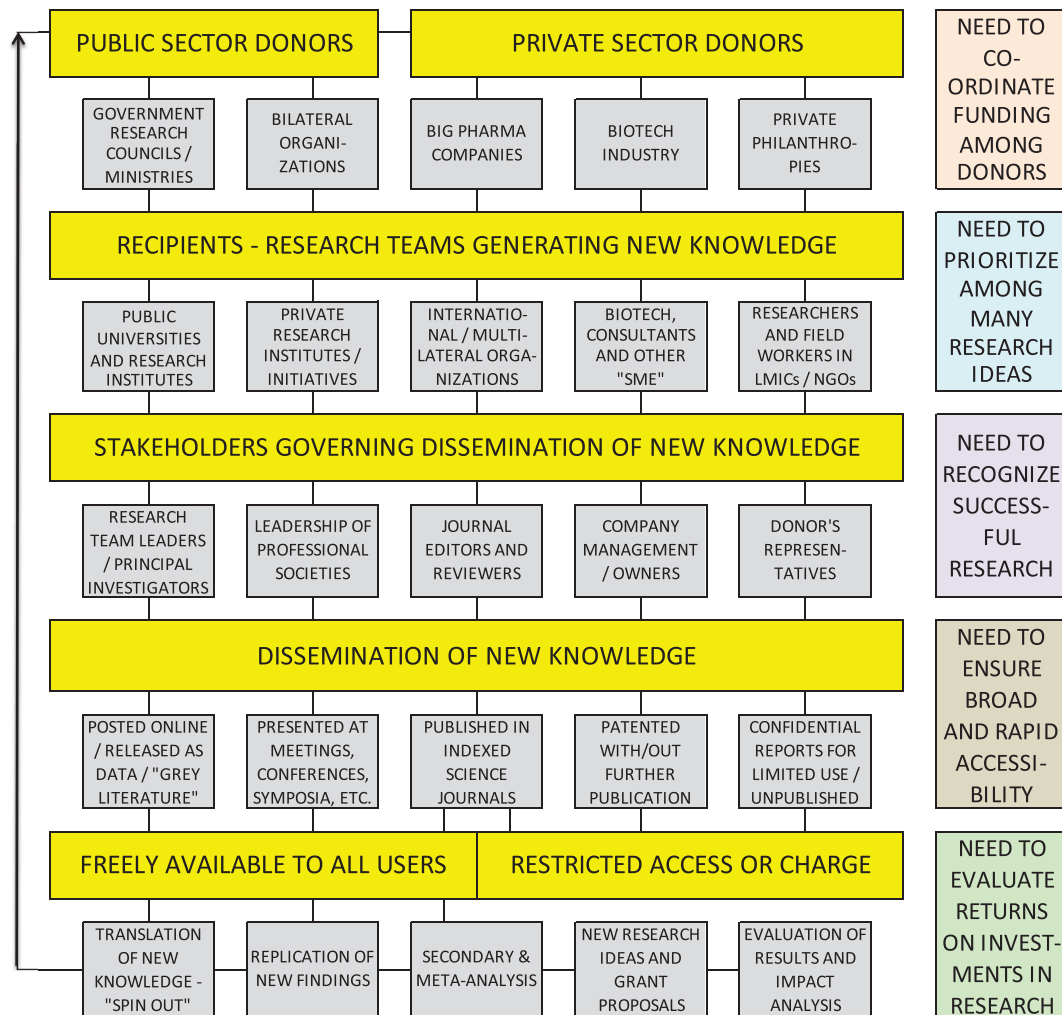 PUBLIC SECTOR DONORS
PRIVATE SECTOR DONORS
NEED TO
CO-
ORDINATE
FUNDING
AMONG
DONORS
GOVERNMENT
RESEARCH
COUNCILS /
MINISTRIES
BILATERAL
ORGANI-
ZATIONS
BIG PHARMA
COMPANIES
BIOTECH
INDUSTRY
PRIVATE
PHILANTHRO-
PIES
RECIPIENTS - RESEARCH TEAMS GENERATING NEW KNOWLEDGE
NEED TO
PRIORITIZE
AMONG
MANY
RESEARCH
IDEAS
PUBLIC
UNIVERSITIES
AND RESEARCH
INSTITUTES
PRIVATE
RESEARCH
INSTITUTES /
INITIATIVES
INTERNATIO-
NAL / MULTI-
LATERAL ORGA-
NIZATIONS
BIOTECH,
CONSULTANTS
AND OTHER
"SME"
RESEARCHERS
AND FIELD
WORKERS IN
LMICs / NGOs
STAKEHOLDERS GOVERNING DISSEMINATION OF NEW KNOWLEDGE
NEED TO
RECOGNIZE
SUCCESS-
FUL
RESEARCH
RESEARCH
TEAM LEADERS
/ PRINCIPAL
INVESTIGATORS
LEADERSHIP OF
PROFESSIONAL
SOCIETIES
JOURNAL
EDITORS AND
REVIEWERS
COMPANY
MANAGEMENT
/ OWNERS
DONOR'S
REPRESEN-
TATIVES
DISSEMINATION OF NEW KNOWLEDGE
NEED TO
ENSURE
BROAD
AND RAPID
ACCESSI-
BILITY
POSTED ONLINE
/ RELEASED AS
DATA / "GREY
LITERATURE"
PRESENTED AT
MEETINGS,
CONFERENCES,
SYMPOSIA, ETC.
PUBLISHED IN
INDEXED
SCIENCE
JOURNALS
PATENTED
WITH/OUT
FURTHER
PUBLICATION
CONFIDENTIAL
REPORTS FOR
LIMITED USE /
UNPUBLISHED
FREELY AVAILABLE TO ALL USERS
RESTRICTED ACCESS OR CHARGE
NEED TO
EVALUATE
RETURNS
ON INVEST-
MENTS IN
RESEARCH
TRANSLATION
OF NEW
KNOWLEDGE -
"SPIN OUT"
REPLICATION OF
NEW FINDINGS
SECONDARY &
META-ANALYSIS
NEW RESEARCH
IDEAS AND
GRANT
PROPOSALS
EVALUATION OF
RESULTS AND
IMPACT
ANALYSIS